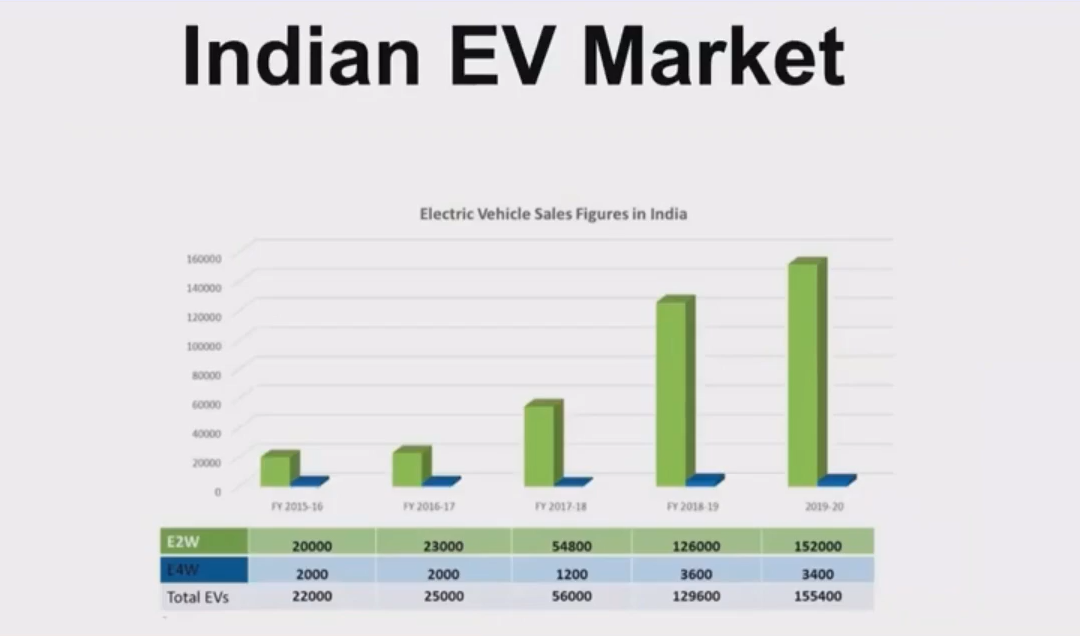 Indian EV Market
Electric Vehicle Sales Figures in India
160000
140000
120000
100000
80000
60000
40000
20000
0
FY 2015-16 FY 2016-17 FY 2017-18 FY 2018-19 2019-20
E2W 20000 23000 54800 126000 152000
E4W 2000 2000 1200 3600 3400
Total EVs 22000 25000 56000 129600 155400